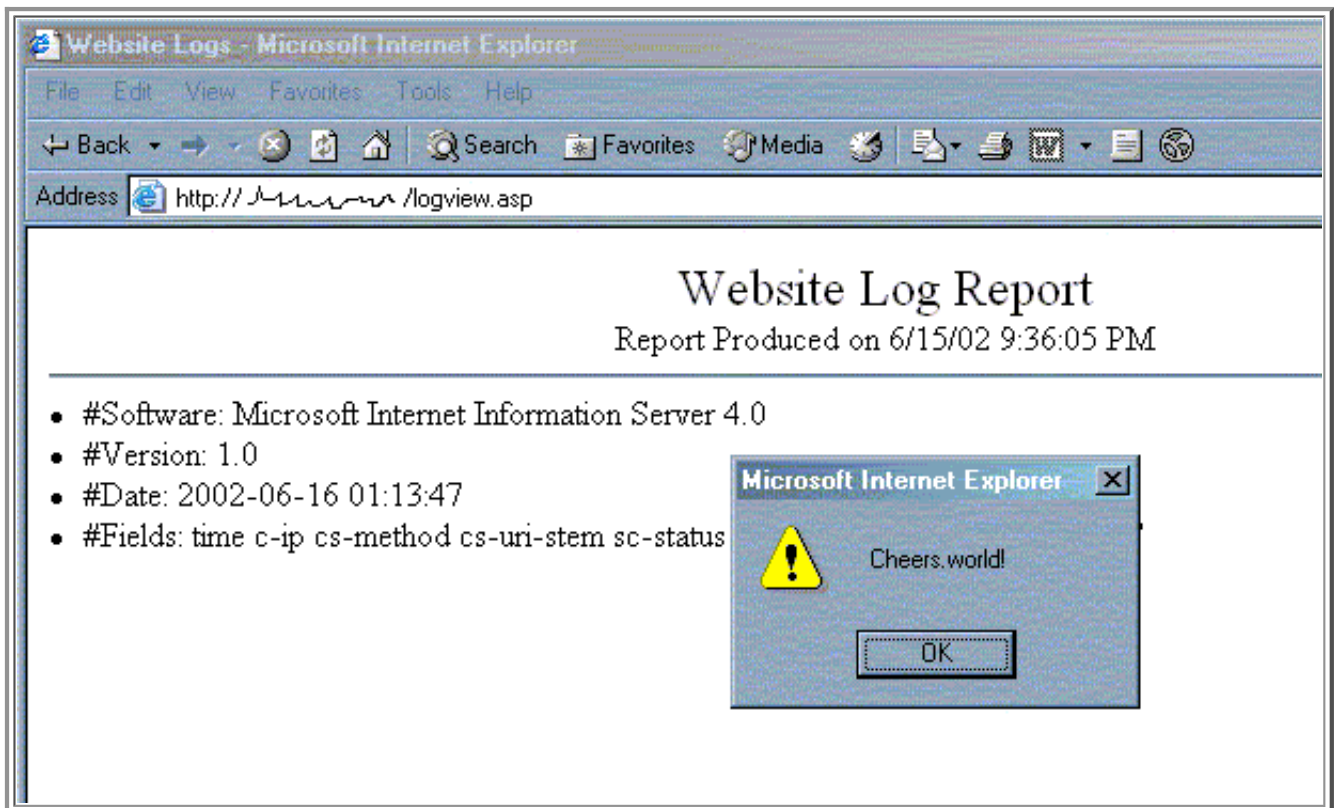 Website Logs - Microsoft Internet Explorer
File Edit View Favorites Tools Help
Back Search Favorites Media
Address http:// /logview.asp
Website Log Report
Report Produced on 6/15/02 9:36:05 PM
• #Software: Microsoft Internet Information Server 4.0
• #Version: 1.0
• #Date: 2002-06-16 01:13:47
• #Fields: time c-ip cs-method cs-uri-stem sc-status
Microsoft Internet Explorer
Cheers.world!
OK